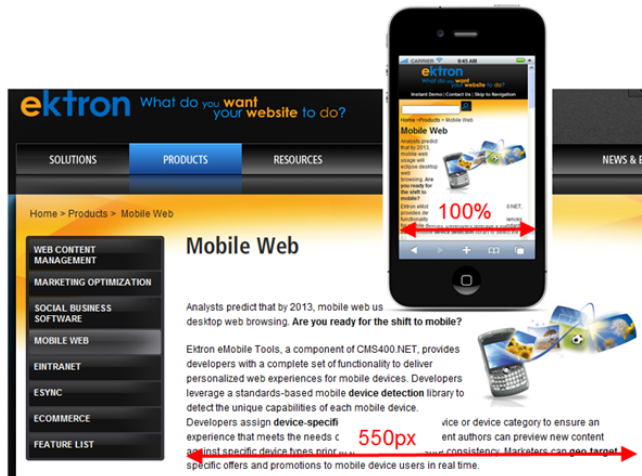 ektron What do you want
your website to do?
SOLUTIONS PRODUCTS RESOURCES NEWS &
Home > Products > Mobile Web
WEB CONTENT
MANAGEMENT
MARKETING OPTIMIZATION
SOCIAL BUSINESS
SOFTWARE
MOBILE WEB
EINTRANET
ESYNC
ECOMMERCE
FEATURE LIST
Mobile Web
Analysts predict that by 2013, mobile web us
desktop web browsing. Are you ready for the shift to mobile?
Ektron eMobile Tools, a component of CMS400.NET, provides
developers with a complete set of functionality to deliver
personalized web experiences for mobile devices. Developers
leverage a standards-based mobile device detection library to
detect the unique capabilities of each mobile device.
Developers assign device-specifi vice or device category to ensure an
experience that meets the needs ent authors can preview new content
against specific device types prior consistency. Marketers can geo target
specific offers and promotions to mobile device users in real time.
550px
CARRIER 9:45 AM
ektron
What do you want
your website to do?
Instant Demo | Contact Us | Skip to Navigation
Home >Products > Mobile Web
Mobile Web
Analysts predict
that by 2013,
mobile web
usage will
eclipse desktop
web
browsing. Are
you ready for
the shift to
mobile?
provides
functionality
100%